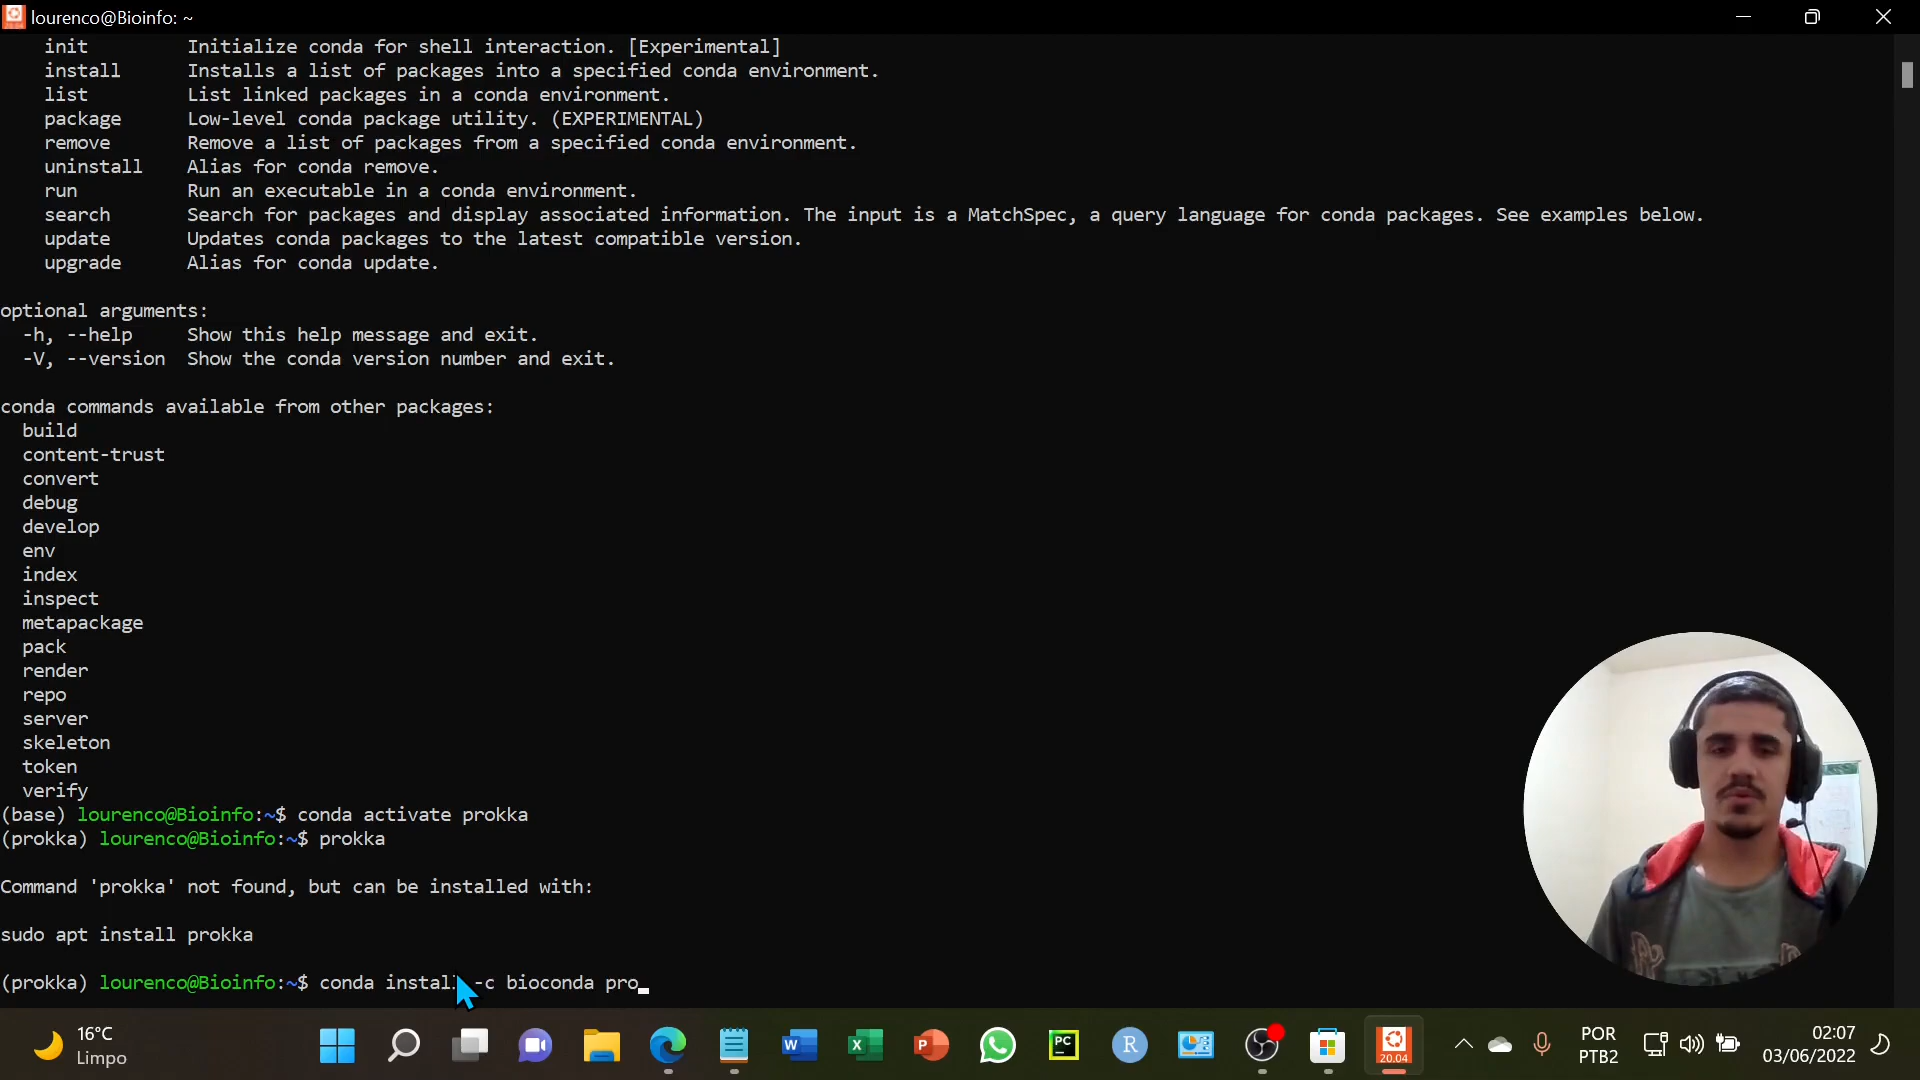 lourenco@Bioinfo: ~
init Initialize conda for shell interaction. [Experimental]
install Installs a list of packages into a specified conda environment.
list List linked packages in a conda environment.
package Low-level conda package utility. (EXPERIMENTAL)
remove Remove a list of packages from a specified conda environment.
uninstall Alias for conda remove.
run Run an executable in a conda environment.
search Search for packages and display associated information. The input is a MatchSpec, a query language for conda packages. See examples below.
update Updates conda packages to the latest compatible version.
upgrade Alias for conda update.
optional arguments:
-h, --help Show this help message and exit.
-V, --version Show the conda version number and exit.
conda commands available from other packages:
build
content-trust
convert
debug
develop
env
index
inspect
metapackage
pack
render
repo
server
skeleton
token
verify
(base) lourenco@Bioinfo:~$ conda activate prokka
(prokka) lourenco@Bioinfo:~$ prokka
Command 'prokka' not found, but can be installed with:
sudo apt install prokka
(prokka) lourenco@Bioinfo:~$ conda install -c bioconda pro_
16°C
Limpo
W
X
P
PC
R
20.04
POR
PTB2
02:07
03/06/2022